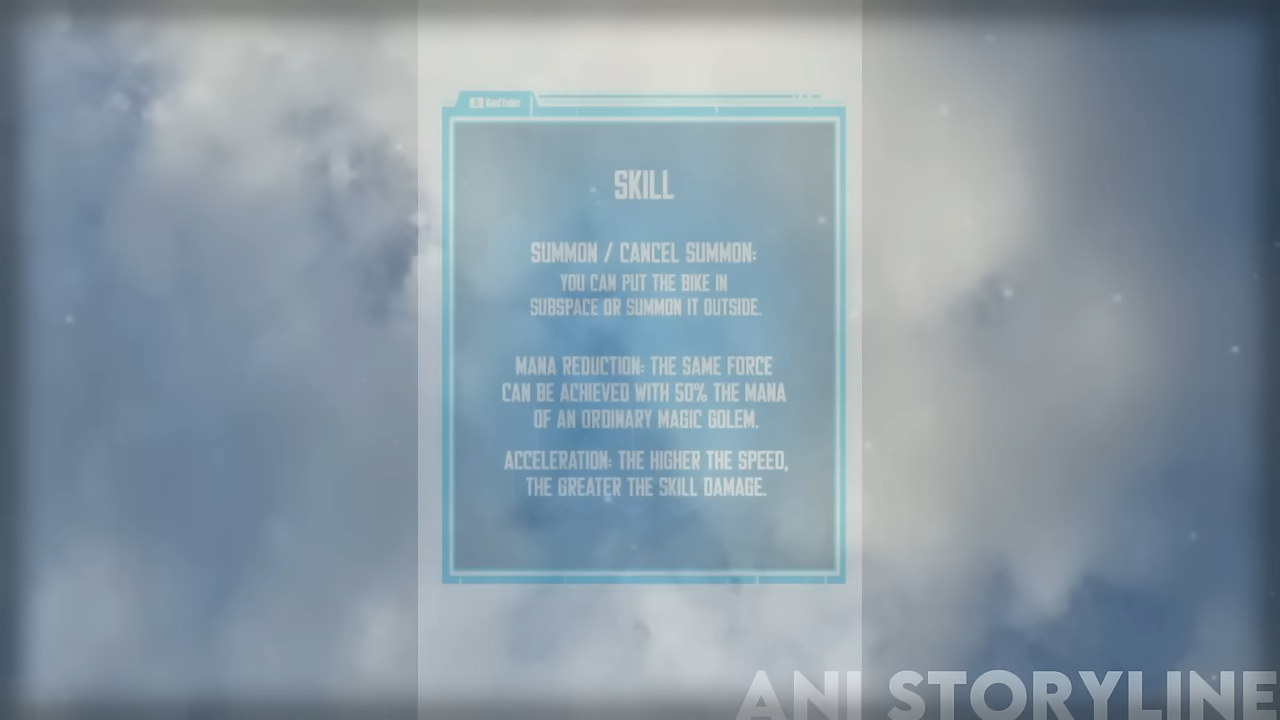 SKILL
SUMMON / CANCEL SUMMON:
YOU CAN PUT THE BIKE IN
SUBSPACE OR SUMMON IT OUTSIDE.
MANA REDUCTION: THE SAME FORCE
CAN BE ACHIEVED WITH 50% THE MANA
OF AN ORDINARY MAGIC GOLEM.
ACCELERATION: THE HIGHER THE SPEED,
THE GREATER THE SKILL DAMAGE.
ANI STORYLINE